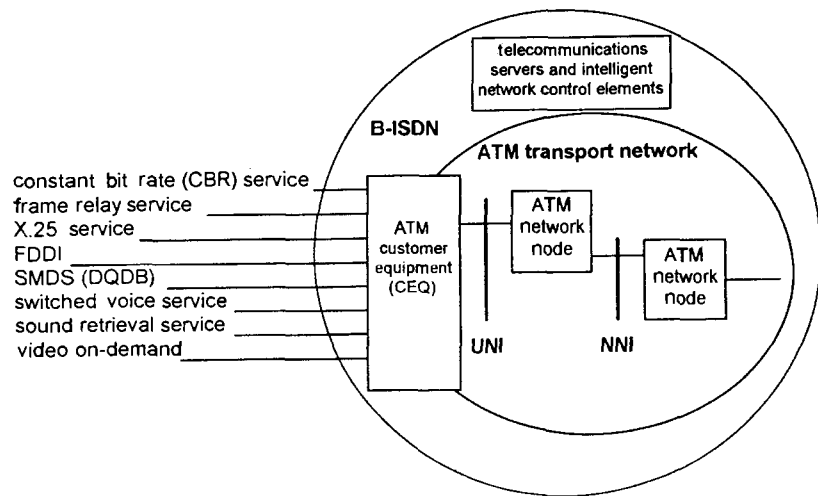 telecommunications
servers and intelligent
network control elements
B-ISDN
ATM transport network
constant bit rate (CBR) service
frame relay service
X.25 service
FDDI
SMDS (DQDB)
switched voice service
sound retrieval service
video on-demand
ATM
customer
equipment
(CEQ)
ATM
network
node
ATM
network
node
UNI
NNI